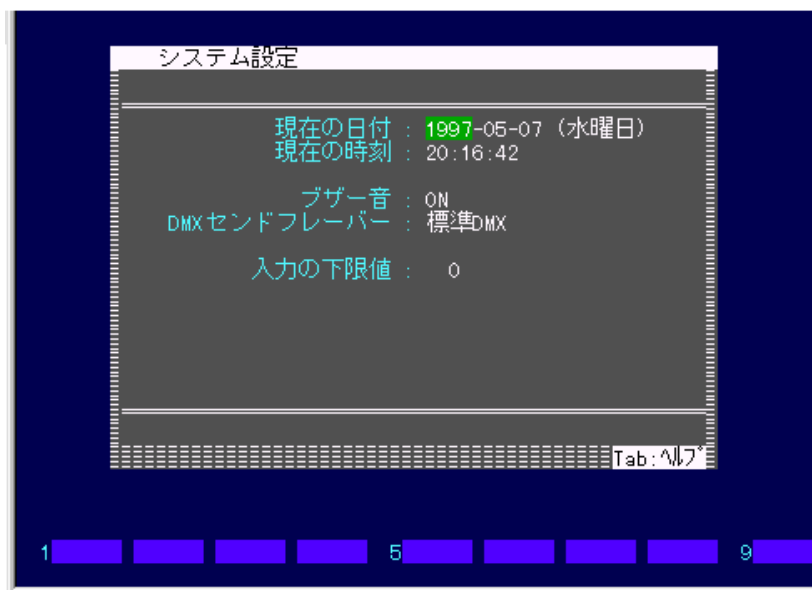 システム設定
現在の日付 : 1997-05-07 (水曜日)
現在の時刻 : 20:16:42
ブザー音 : ON
DMXセンドフレーバー : 標準DMX
入力の下限値 : 0
Tab:ﾍﾙﾌﾟ
1 5 9